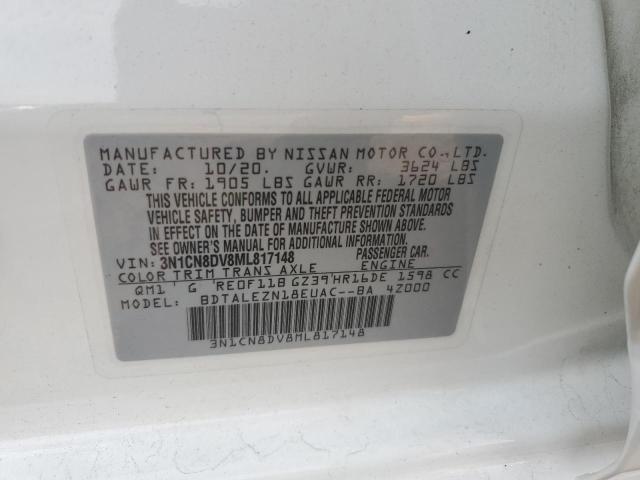 MANUFACTURED BY NISSAN MOTOR CO.,LTD.
DATE: 10/20. GVWR: 3624 LBS
GAWR FR: 1905 LBS GAWR RR: 1720 LBS
THIS VEHICLE CONFORMS TO ALL APPLICABLE FEDERAL MOTOR
VEHICLE SAFETY, BUMPER AND THEFT PREVENTION STANDARDS
IN EFFECT ON THE DATE OF MANUFACTURE SHOWN ABOVE.
SEE OWNER'S MANUAL FOR ADDITIONAL INFORMATION.
VIN: 3N1CN8DV8ML817148 PASSENGER CAR.
COLOR TRIM TRANS AXLE ENGINE
QM1 G RE0F11B GZ39 HR16DE 1598 CC
MODEL: BDTALEZN18EUAC--BA 42000
3N1CN8DV8ML817148